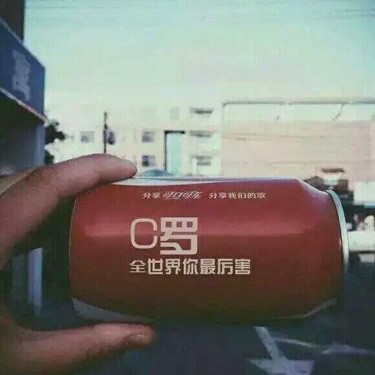 分享可口可乐 分享我们的歌
C罗
全世界你最厉害